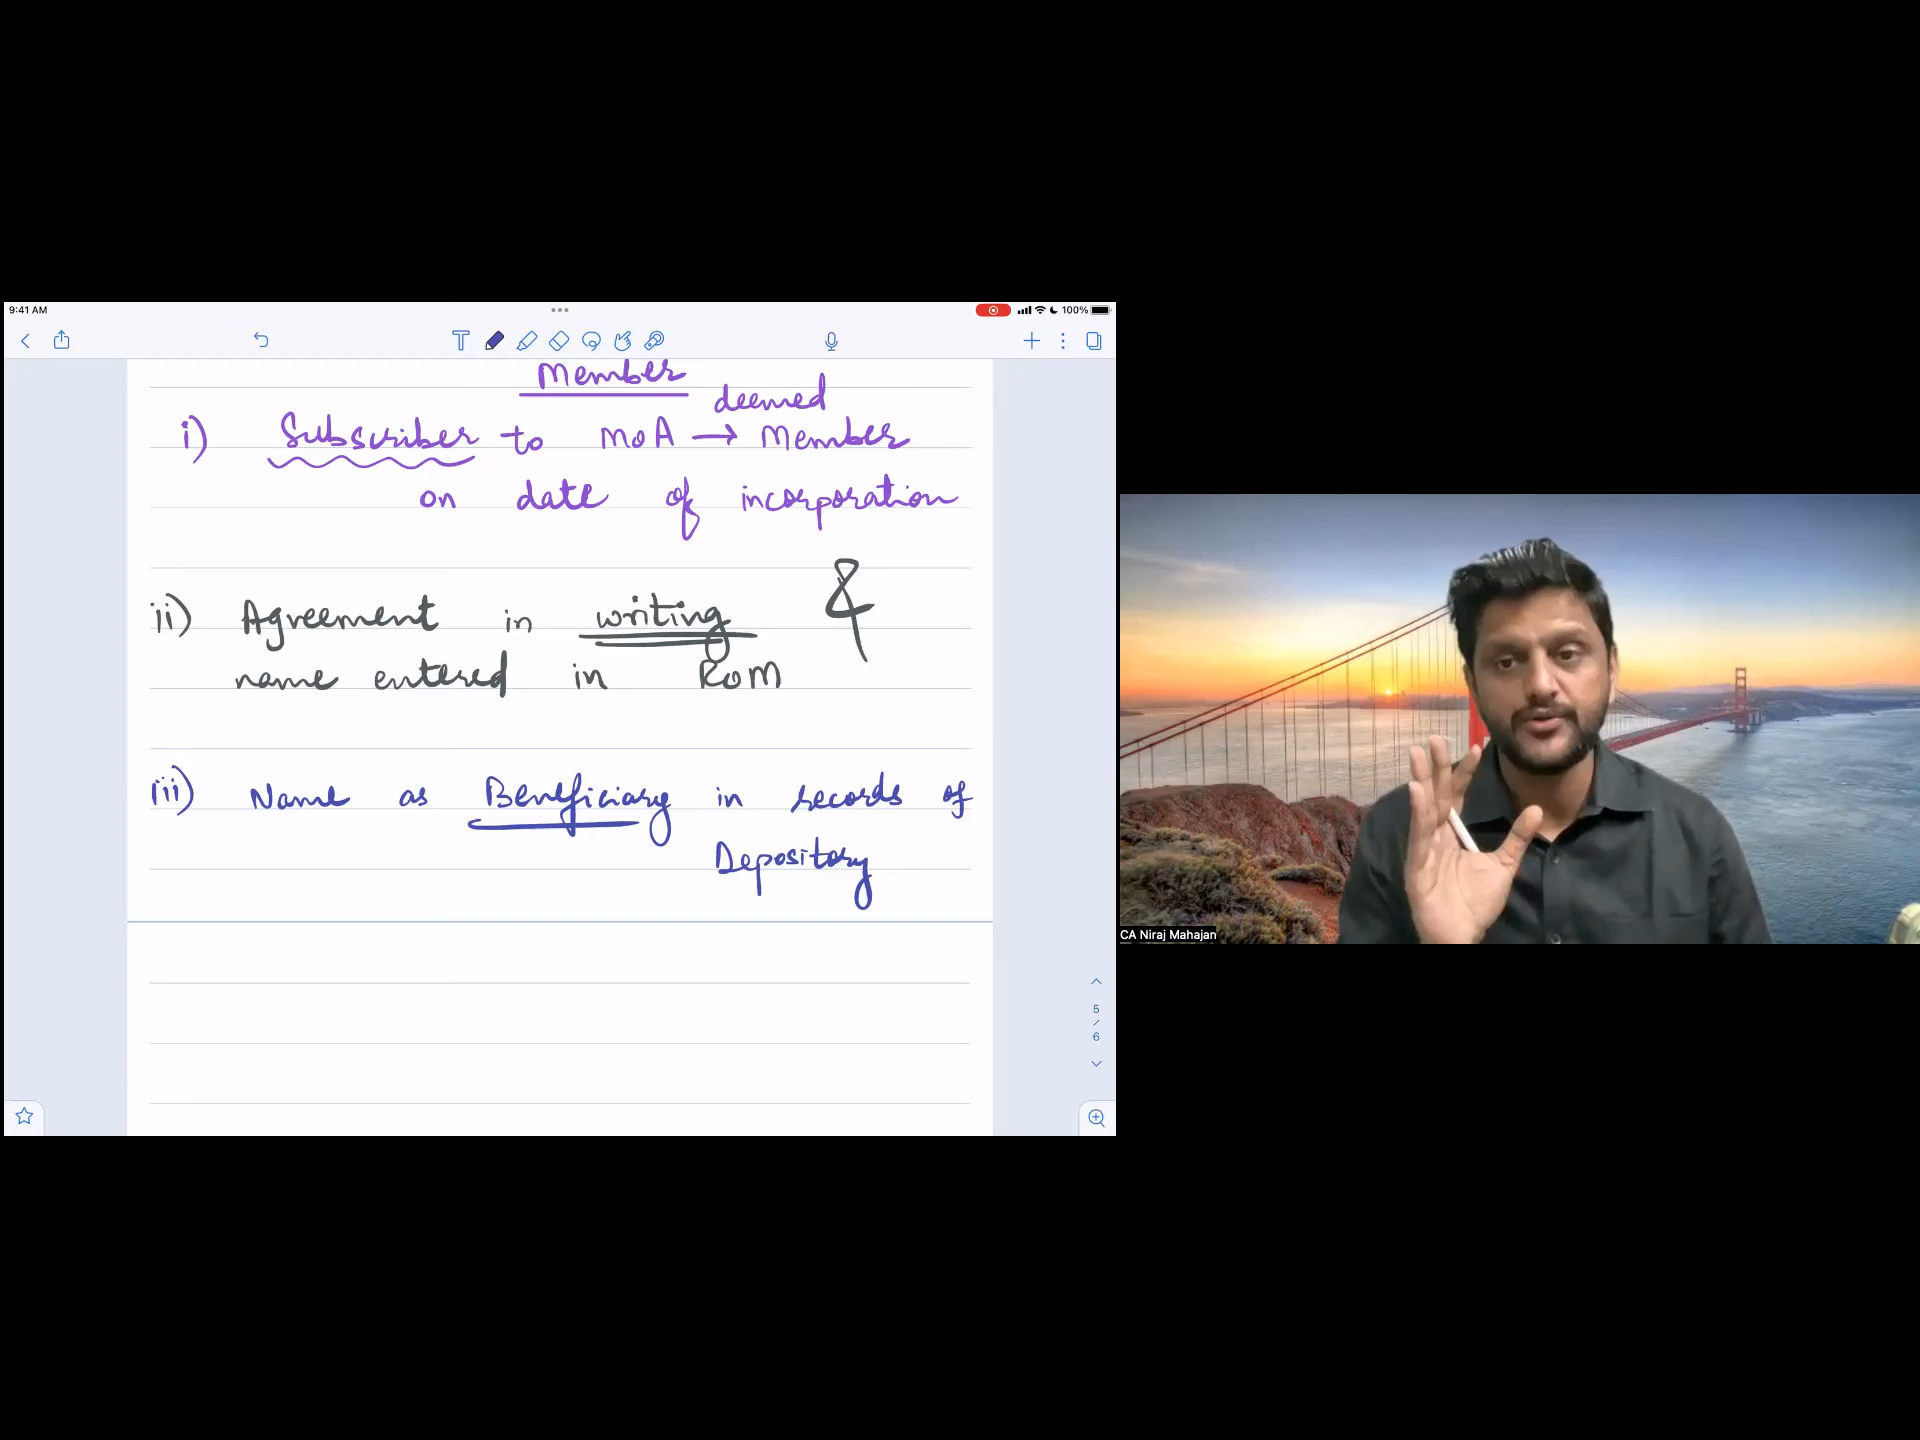 9:41 AM
100%
Member
deemed
i) Subscriber to MoA → Member
on date of incorporation
ii) Agreement in writing &
name entered in RoM
iii) Name as Beneficiary in records of
Depository
5
/
6
CA Niraj Mahajan